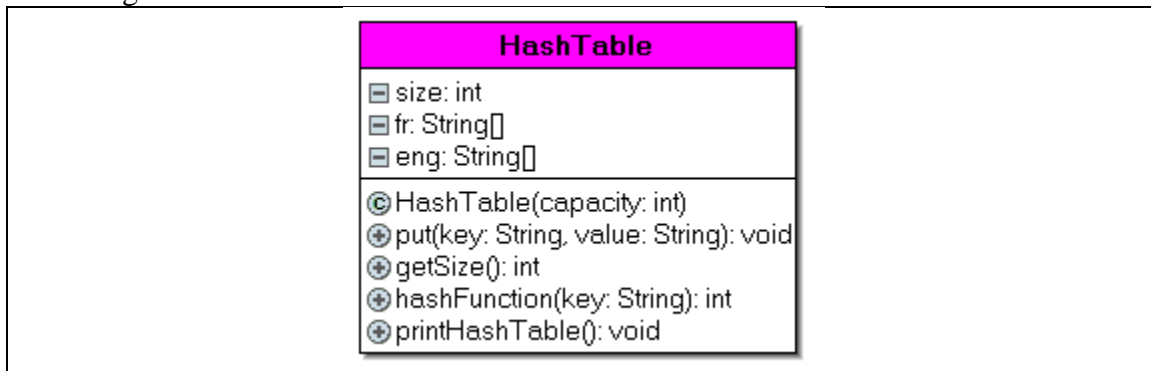 HashTable
size: int
fr: String[]
eng: String[]
HashTable(capacity: int)
put(key: String, value: String): void
getSize(): int
hashFunction(key: String): int
printHashTable(): void